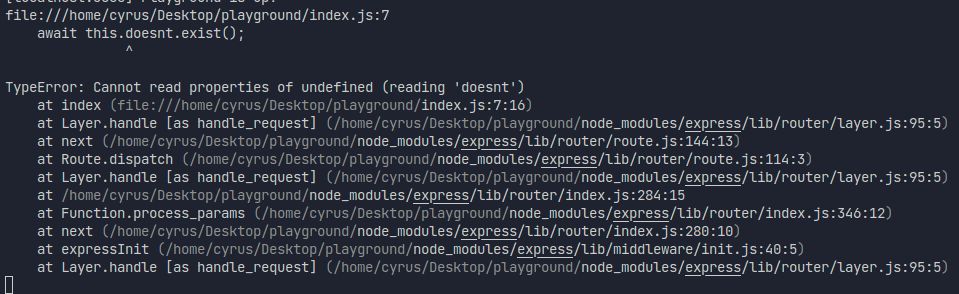 [localhost:3000] Playground is up!
file:///home/cyrus/Desktop/playground/index.js:7
    await this.doesnt.exist();
               ^
TypeError: Cannot read properties of undefined (reading 'doesnt')
    at index (file:///home/cyrus/Desktop/playground/index.js:7:16)
    at Layer.handle [as handle_request] (/home/cyrus/Desktop/playground/node_modules/express/lib/router/layer.js:95:5)
    at next (/home/cyrus/Desktop/playground/node_modules/express/lib/router/route.js:144:13)
    at Route.dispatch (/home/cyrus/Desktop/playground/node_modules/express/lib/router/route.js:114:3)
    at Layer.handle [as handle_request] (/home/cyrus/Desktop/playground/node_modules/express/lib/router/layer.js:95:5)
    at /home/cyrus/Desktop/playground/node_modules/express/lib/router/index.js:284:15
    at Function.process_params (/home/cyrus/Desktop/playground/node_modules/express/lib/router/index.js:346:12)
    at next (/home/cyrus/Desktop/playground/node_modules/express/lib/router/index.js:280:10)
    at expressInit (/home/cyrus/Desktop/playground/node_modules/express/lib/middleware/init.js:40:5)
    at Layer.handle [as handle_request] (/home/cyrus/Desktop/playground/node_modules/express/lib/router/layer.js:95:5)